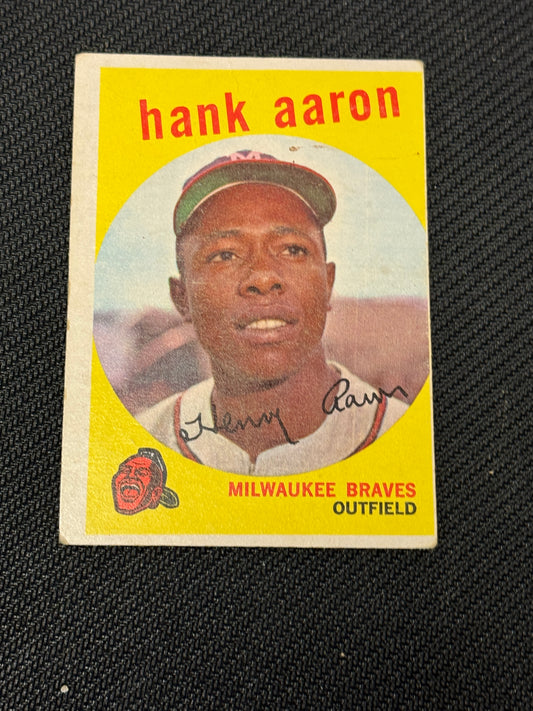 hank aaron
M
Henry Aaron
MILWAUKEE BRAVES
OUTFIELD